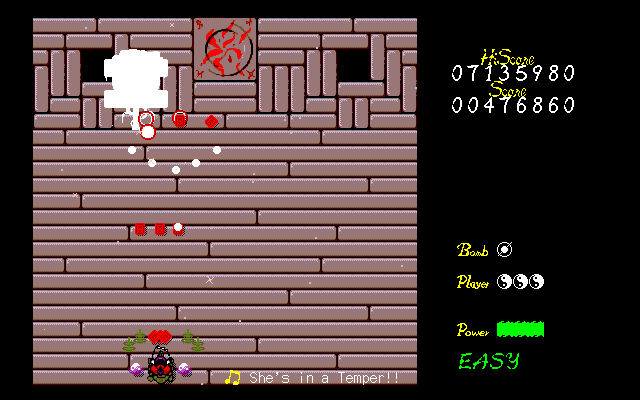 HiScore
07135980
Score
00476860
Bomb
Player
Power
EASY
She's in a Temper!!